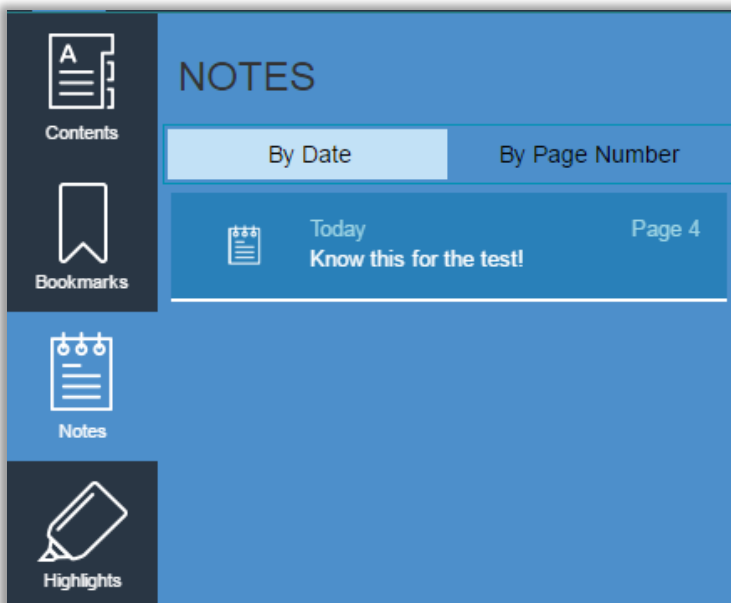 Contents
Bookmarks
Notes
Highlights
NOTES
By Date By Page Number
Today Page 4
Know this for the test!